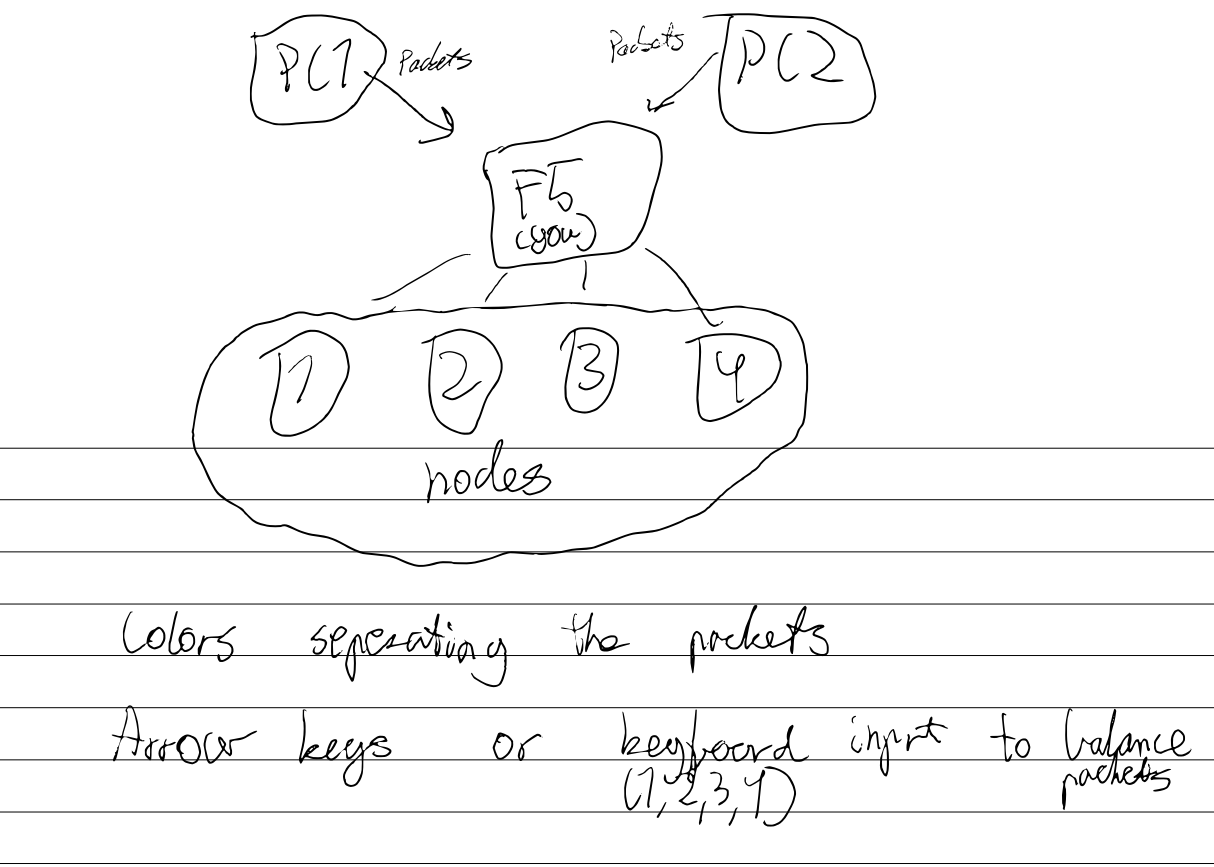 PC1 Packets Packets PC2
F5
(you)
1 2 3 4
nodes
Colors seperating the packets
Arrow keys or keyboard input to balance
(1,2,3,4) packets